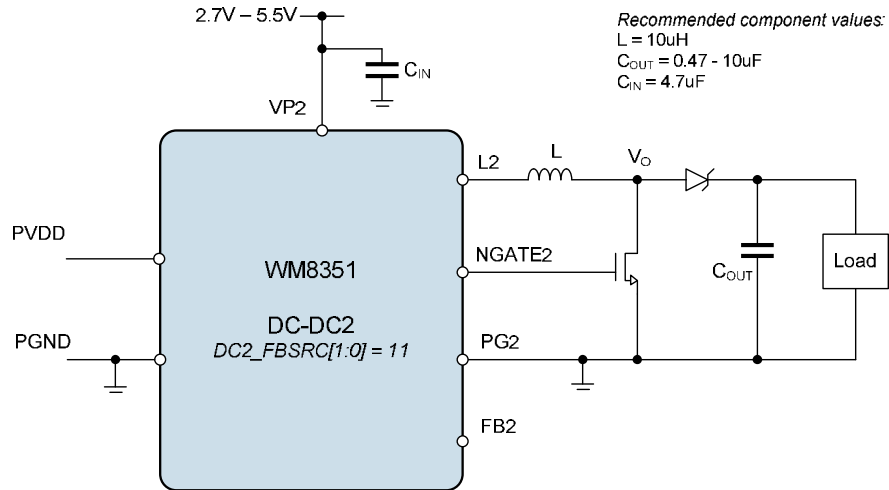 2.7V – 5.5V
Recommended component values:
L = 10uH
COUT = 0.47 - 10uF
CIN = 4.7uF
CIN
VP2
L2
L
VO
PVDD
WM8351
NGATE2
COUT
Load
DC-DC2
DC2_FBSRC[1:0] = 11
PGND
PG2
FB2